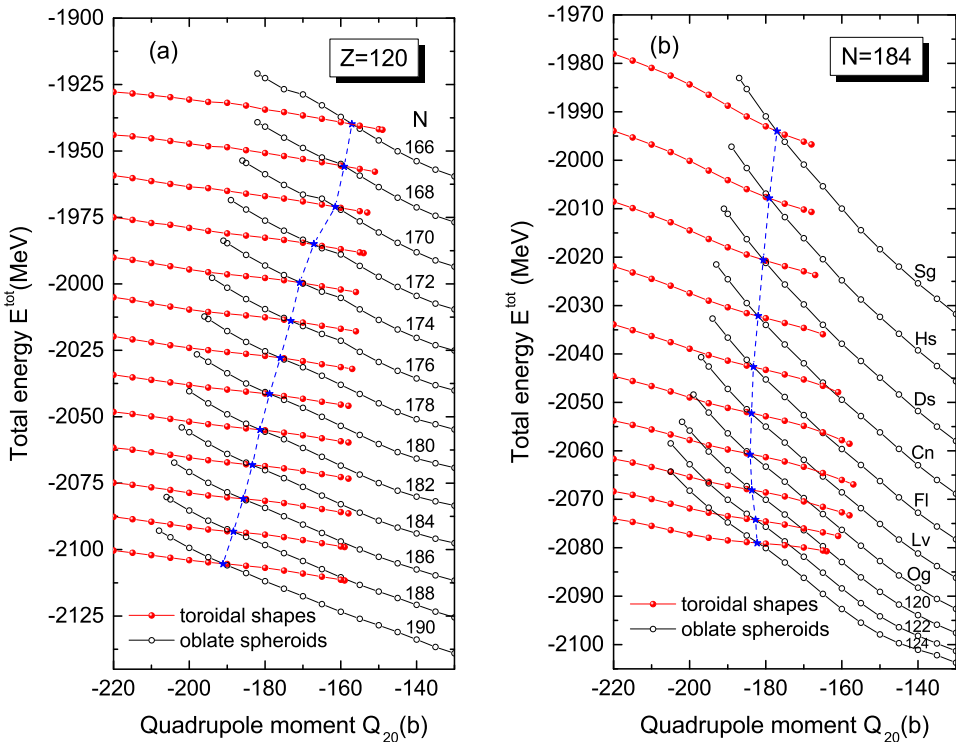 (a)
Z=120
N
166
168
170
172
174
176
178
180
182
184
186
188
190
toroidal shapes
oblate spheroids
-1900
-1925
-1950
-1975
-2000
-2025
-2050
-2075
-2100
-2125
Total energy E^tot (MeV)
-220 -200 -180 -160 -140
Quadrupole moment Q_20 (b)
(b)
N=184
Sg
Hs
Ds
Cn
Fl
Lv
Og
120
122
124
toroidal shapes
oblate spheroids
-1970
-1980
-1990
-2000
-2010
-2020
-2030
-2040
-2050
-2060
-2070
-2080
-2090
-2100
Total energy E^tot (MeV)
-220 -200 -180 -160 -140
Quadrupole moment Q_20 (b)